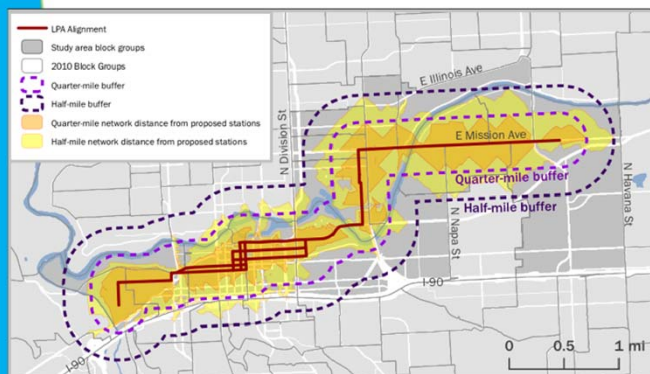 LPA Alignment
Study area block groups
2010 Block Groups
Quarter-mile buffer
Half-mile buffer
Quarter-mile network distance from proposed stations
Half-mile network distance from proposed stations
N Division St
E Illinois Ave
E Mission Ave
Quarter-mile buffer
Half-mile buffer
N Napa St
N Havana St
I-90
I-90
0 0.5 1 mi